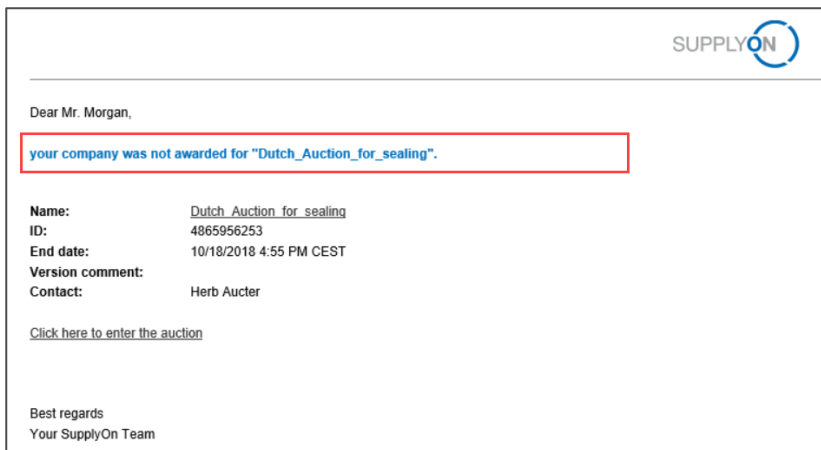 SUPPLYON
Dear Mr. Morgan,
your company was not awarded for "Dutch_Auction_for_sealing".
Name: Dutch_Auction_for_sealing
ID: 4865956253
End date: 10/18/2018 4:55 PM CEST
Version comment:
Contact: Herb Aucter
Click here to enter the auction
Best regards
Your SupplyOn Team